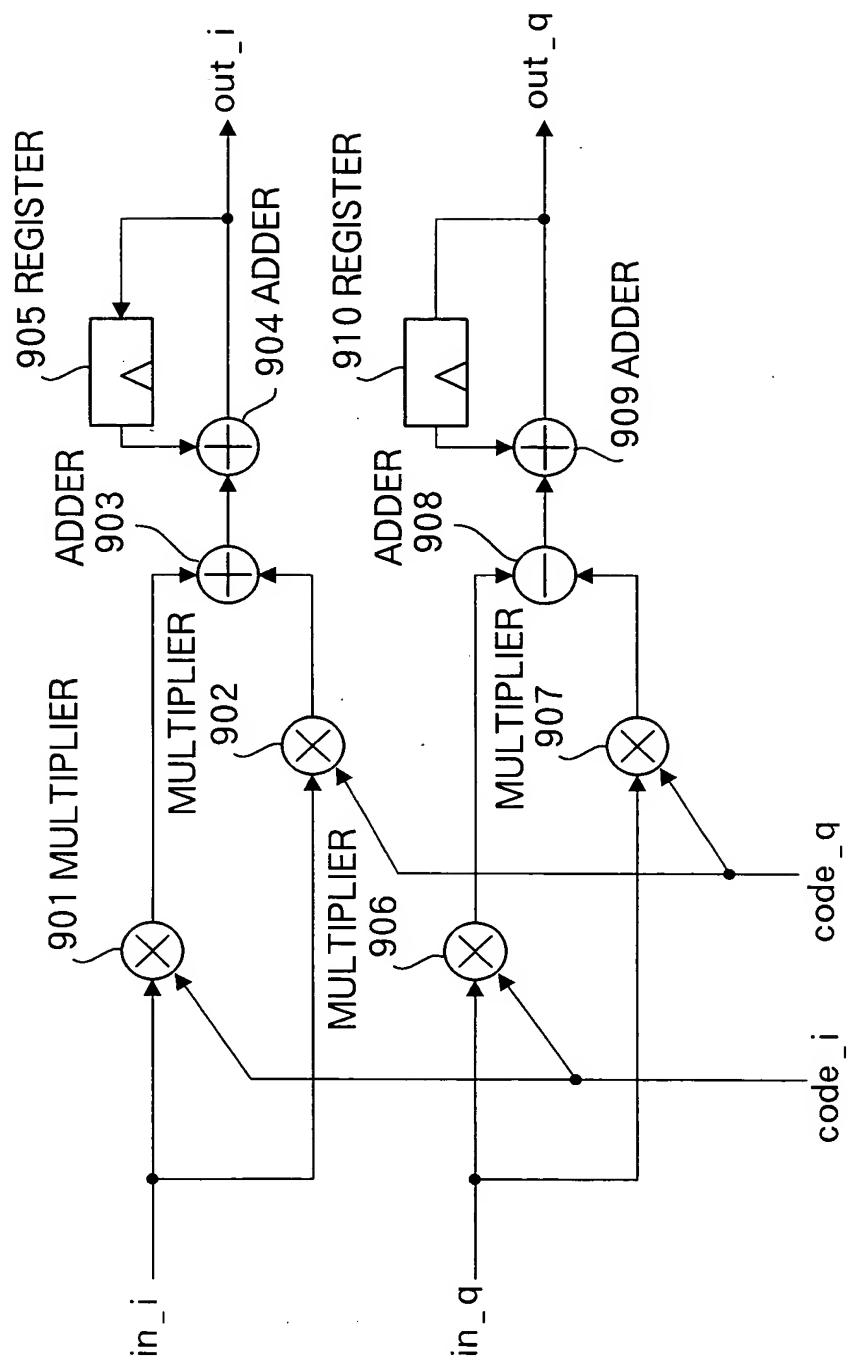 in_i
901 MULTIPLIER
MULTIPLIER
902
ADDER
903
905 REGISTER
904 ADDER
out_i
in_q
MULTIPLIER
906
MULTIPLIER
907
ADDER
908
910 REGISTER
909 ADDER
out_q
code_i
code_q